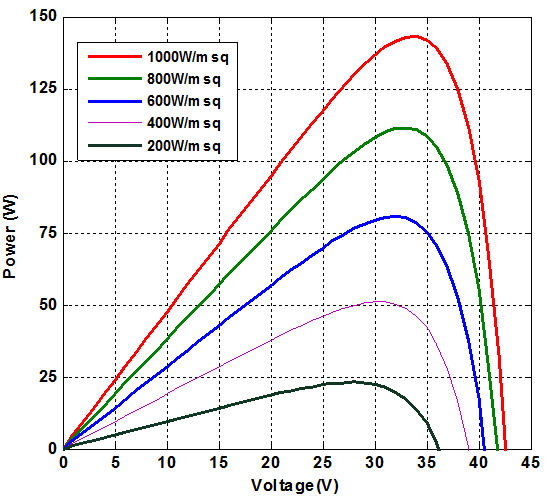 150
125
100
75
50
25
0
Power (W)
1000W/m sq
800W/m sq
600W/m sq
400W/m sq
200W/m sq
0 5 10 15 20 25 30 35 40 45
Voltage(V)